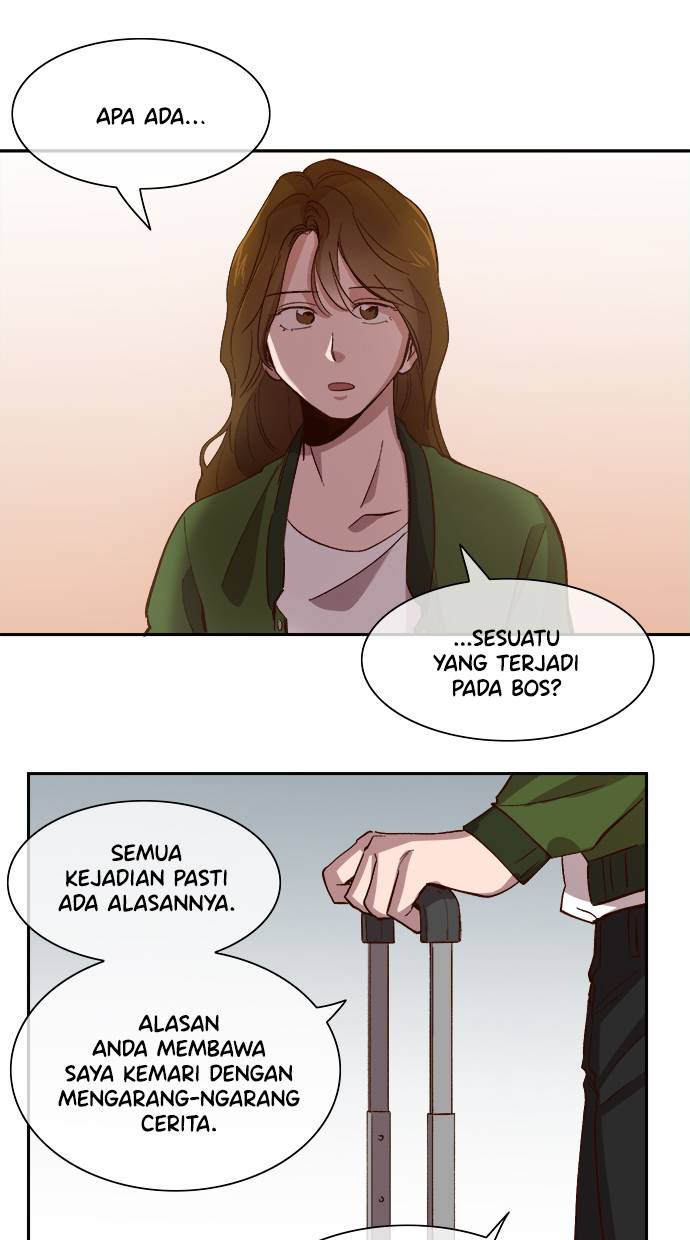 APA ADA...
...SESUATU
YANG TERJADI
PADA BOS?
SEMUA
KEJADIAN PASTI
ADA ALASANNYA.
ALASAN
ANDA MEMBAWA
SAYA KEMARI DENGAN
MENGARANG-NGARANG
CERITA.